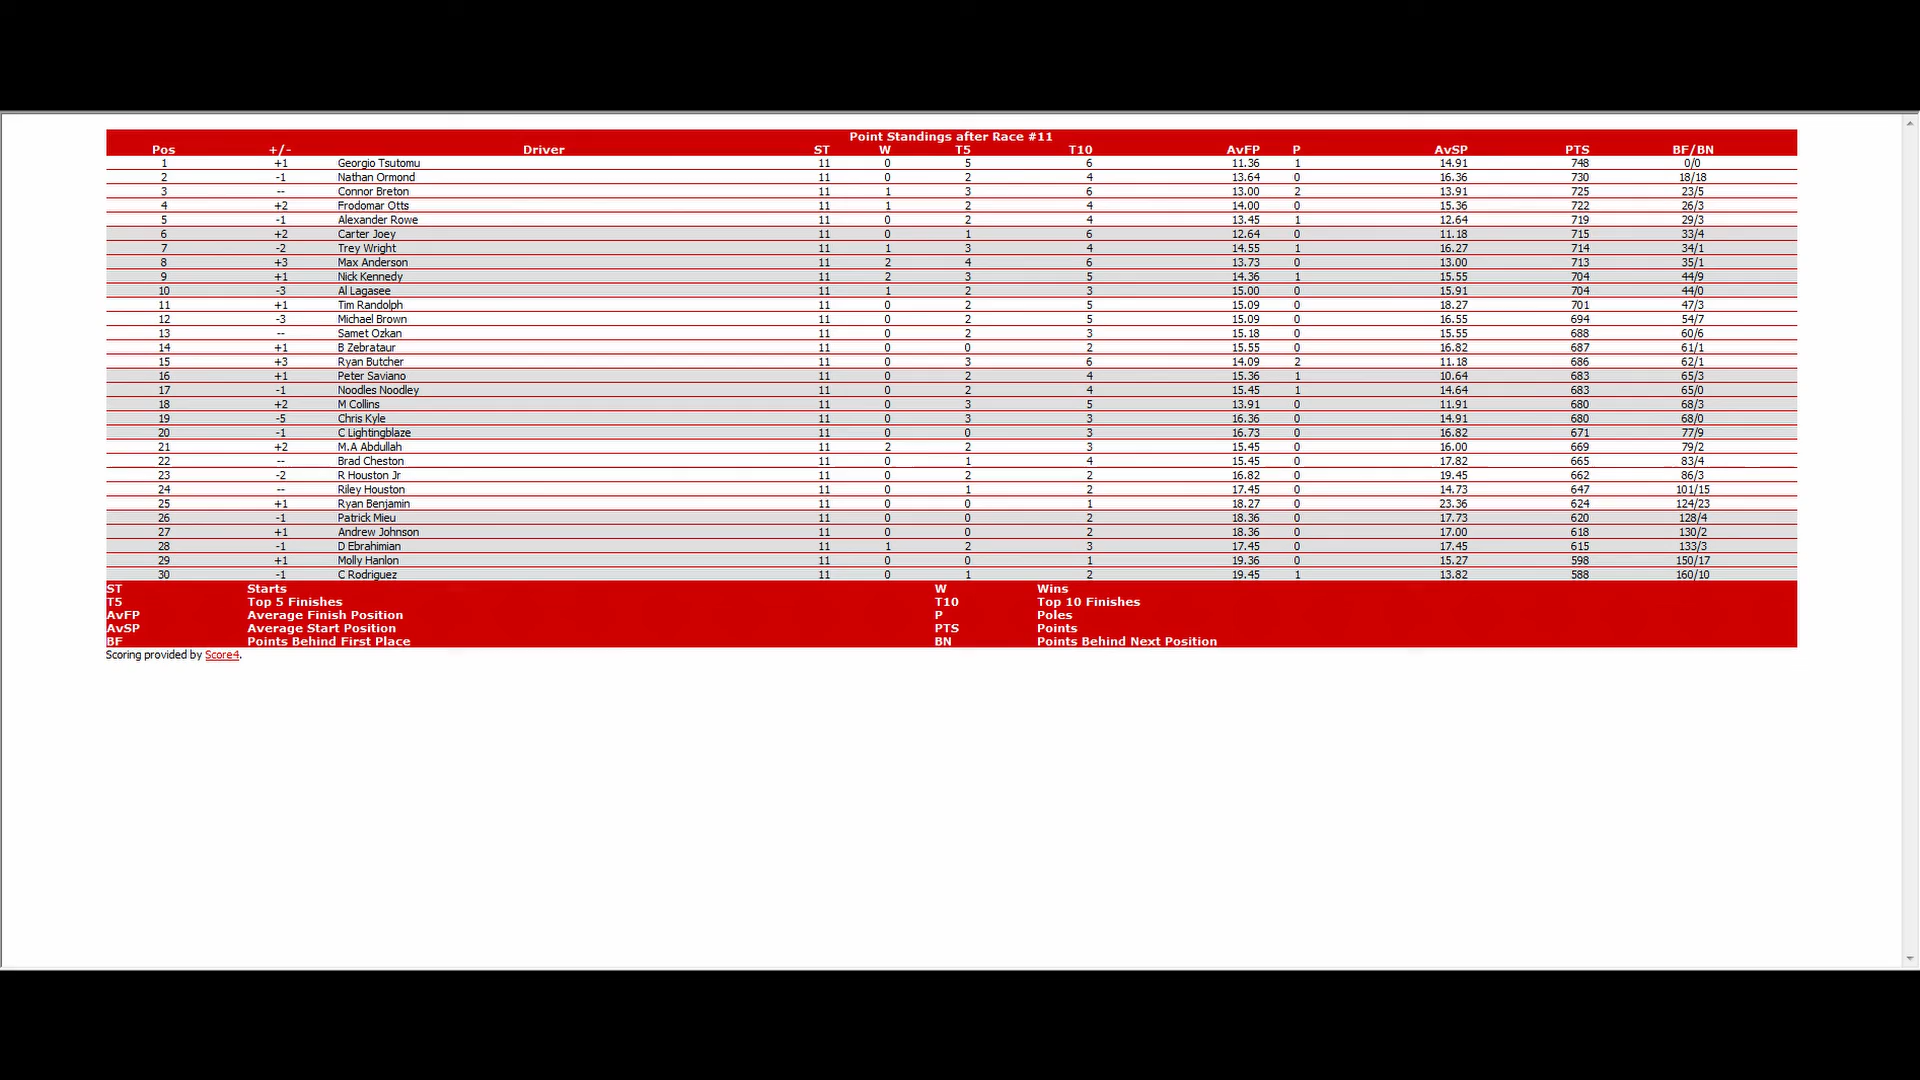 Point Standings after Race #11
Pos +/- Driver ST W T5 T10 AvFP P AvSP PTS BF/BN
1 +1 Georgio Tsutomu 11 0 5 6 11.36 1 14.91 748 0/0
2 -1 Nathan Ormond 11 0 2 4 13.64 0 16.36 730 18/18
3 -- Connor Breton 11 1 3 6 13.00 2 13.91 725 23/5
4 +2 Frodomar Otts 11 1 2 4 14.00 0 15.36 722 26/3
5 -1 Alexander Rowe 11 0 2 4 13.45 1 12.64 719 29/3
6 +2 Carter Joey 11 0 1 6 12.64 0 11.18 715 33/4
7 -2 Trey Wright 11 1 3 4 14.55 1 16.27 714 34/1
8 +3 Max Anderson 11 2 4 6 13.73 0 13.00 713 35/1
9 +1 Nick Kennedy 11 2 3 5 14.36 1 15.55 704 44/9
10 -3 Al Lagasee 11 1 2 3 15.00 0 15.91 704 44/0
11 +1 Tim Randolph 11 0 2 5 15.09 0 18.27 701 47/3
12 -3 Michael Brown 11 0 2 5 15.09 0 16.55 694 54/7
13 -- Samet Ozkan 11 0 2 3 15.18 0 15.55 688 60/6
14 +1 B Zebrataur 11 0 0 2 15.55 0 16.82 687 61/1
15 +3 Ryan Butcher 11 0 3 6 14.09 2 11.18 686 62/1
16 +1 Peter Saviano 11 0 2 4 15.36 1 10.64 683 65/3
17 -1 Noodles Noodley 11 0 2 4 15.45 1 14.64 683 65/0
18 +2 M Collins 11 0 3 5 13.91 0 11.91 680 68/3
19 -5 Chris Kyle 11 0 3 3 16.36 0 14.91 680 68/0
20 -1 C Lightingblaze 11 0 0 3 16.73 0 16.82 671 77/9
21 +2 M.A Abdullah 11 2 2 3 15.45 0 16.00 669 79/2
22 -- Brad Cheston 11 0 1 4 15.45 0 17.82 665 83/4
23 -2 R Houston Jr 11 0 2 2 16.82 0 19.45 662 86/3
24 -- Riley Houston 11 0 1 2 17.45 0 14.73 647 101/15
25 +1 Ryan Benjamin 11 0 0 1 18.27 0 23.36 624 124/23
26 -1 Patrick Mieu 11 0 0 2 18.36 0 17.73 620 128/4
27 +1 Andrew Johnson 11 0 0 2 18.36 0 17.00 618 130/2
28 -1 D Ebrahimian 11 1 2 3 17.45 0 17.45 615 133/3
29 +1 Molly Hanlon 11 0 0 1 19.36 0 15.27 598 150/17
30 -1 C Rodriguez 11 0 1 2 19.45 1 13.82 588 160/10
ST Starts W Wins
T5 Top 5 Finishes T10 Top 10 Finishes
AvFP Average Finish Position P Poles
AvSP Average Start Position PTS Points
BF Points Behind First Place BN Points Behind Next Position
Scoring provided by Score4.